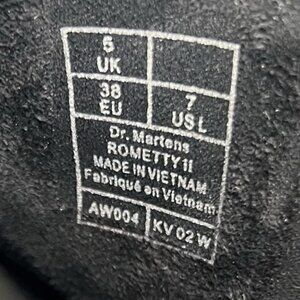 5
UK
38
EU
7
US L
Dr. Martens
ROMETTY II
MADE IN VIETNAM
Fabriqué en Vietnam
AW004
KV 02 W